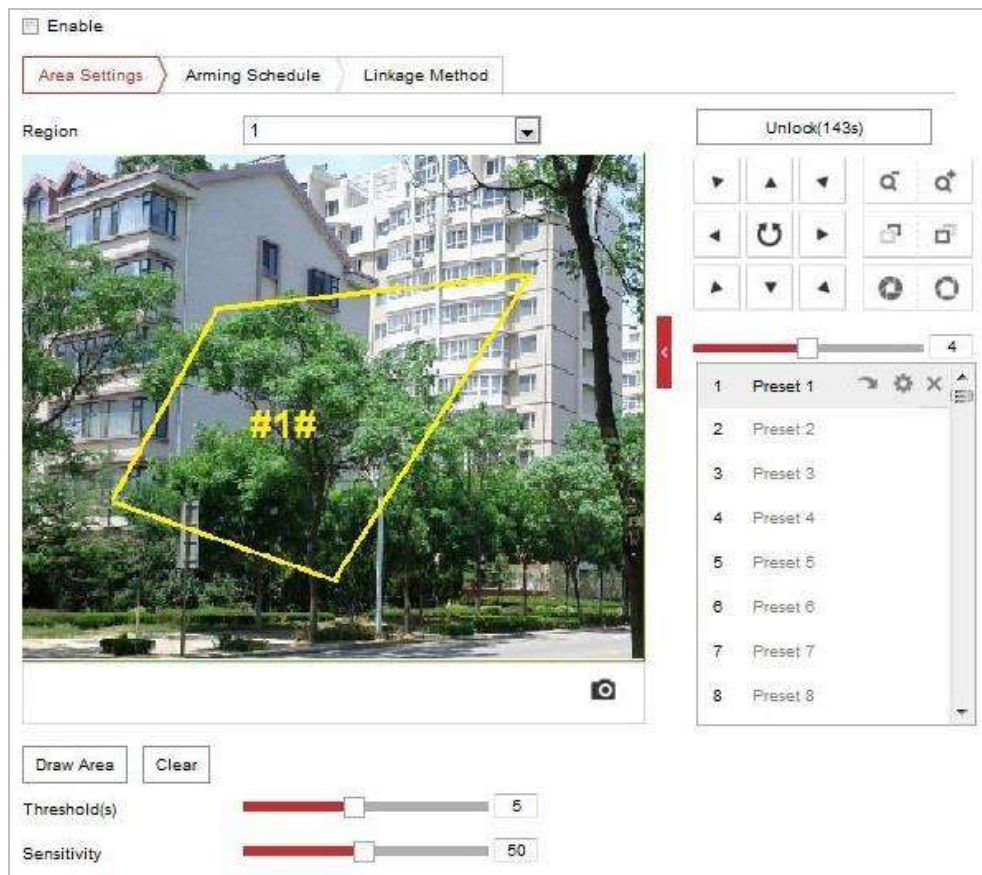 Enable
Area Settings
Arming Schedule
Linkage Method
Region
1
Unlock(143s)
#1#
4
1 Preset 1
2 Preset 2
3 Preset 3
4 Preset 4
5 Preset 5
6 Preset 6
7 Preset 7
8 Preset 8
Draw Area
Clear
Threshold(s) 5
Sensitivity 50